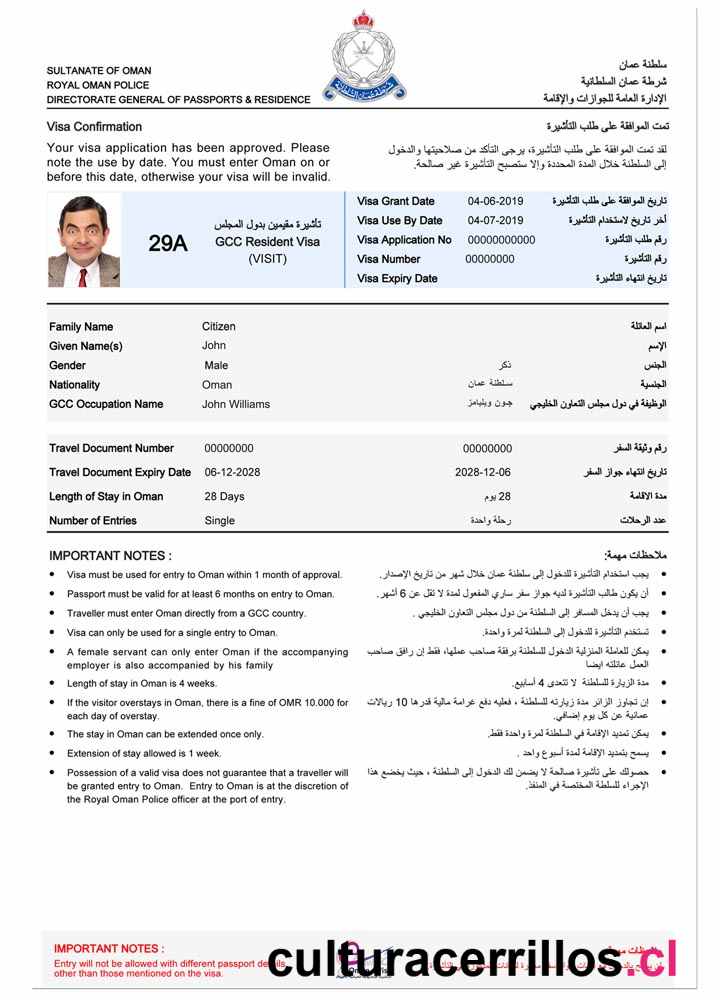 SULTANATE OF OMAN
ROYAL OMAN POLICE
DIRECTORATE GENERAL OF PASSPORTS & RESIDENCE
سلطنة عمان
شرطة عمان السلطانية
الإدارة العامة للجوازات والإقامة
Visa Confirmation
تمت الموافقة على طلب التأشيرة
Your visa application has been approved. Please
note the use by date. You must enter Oman on or
before this date, otherwise your visa will be invalid.
لقد تمت الموافقة على طلب التأشيرة، يرجى التأكد من صلاحيتها والدخول
إلى السلطنة خلال المدة المحددة وإلا ستصبح التأشيرة غير صالحة.
29A
تأشيرة مقيمين بدول المجلس
GCC Resident Visa
(VISIT)
Visa Grant Date 04-06-2019 تاريخ الموافقة على طلب التأشيرة
Visa Use By Date 04-07-2019 أخر تاريخ لاستخدام التأشيرة
Visa Application No 00000000000 رقم طلب التأشيرة
Visa Number 00000000 رقم التأشيرة
Visa Expiry Date تاريخ انتهاء التأشيرة
Family Name Citizen اسم العائلة
Given Name(s) John الإسم
Gender Male ذكر الجنس
Nationality Oman سلطنة عمان الجنسية
GCC Occupation Name John Williams جون ويليامز الوظيفة في دول مجلس التعاون الخليجي
Travel Document Number 00000000 00000000 رقم وثيقة السفر
Travel Document Expiry Date 06-12-2028 2028-12-06 تاريخ انتهاء جواز السفر
Length of Stay in Oman 28 Days 28 يوم مدة الاقامة
Number of Entries Single رحلة واحدة عدد الرحلات
IMPORTANT NOTES :
• Visa must be used for entry to Oman within 1 month of approval.
• Passport must be valid for at least 6 months on entry to Oman.
• Traveller must enter Oman directly from a GCC country.
• Visa can only be used for a single entry to Oman.
• A female servant can only enter Oman if the accompanying
employer is also accompanied by his family
• Length of stay in Oman is 4 weeks.
• If the visitor overstays in Oman, there is a fine of OMR 10.000 for
each day of overstay.
• The stay in Oman can be extended once only.
• Extension of stay allowed is 1 week.
• Possession of a valid visa does not guarantee that a traveller will
be granted entry to Oman. Entry to Oman is at the discretion of
the Royal Oman Police officer at the port of entry.
ملاحظات مهمة:
• يجب استخدام التأشيرة للدخول إلى سلطنة عمان خلال شهر من تاريخ الإصدار.
• أن يكون طالب التأشيرة لديه جواز سفر ساري المفعول لمدة لا تقل عن 6 أشهر.
• يجب أن يدخل المسافر إلى السلطنة من دول مجلس التعاون الخليجي .
• تستخدم التأشيرة للدخول إلى السلطنة لمرة واحدة.
• يمكن للعاملة المنزلية الدخول للسلطنة برفقة صاحب عملها، فقط إن رافق صاحب
العمل عائلته ايضا
• مدة الزيارة للسلطنة لا تتعدى 4 أسابيع.
• إن تجاوز الزائر مدة زيارته للسلطنة ، فعليه دفع غرامة مالية قدرها 10 ريالات
عمانية عن كل يوم إضافي.
• يمكن تمديد الإقامة في السلطنة لمرة واحدة فقط.
• يسمح بتمديد الإقامة لمدة أسبوع واحد .
• حصولك على تأشيرة صالحة لا يضمن لك الدخول إلى السلطنة ، حيث يخضع هذا
الإجراء للسلطة المختصة في المنفذ.
IMPORTANT NOTES :
Entry will not be allowed with different passport details
other than those mentioned on the visa.
culturacerrillos.cl